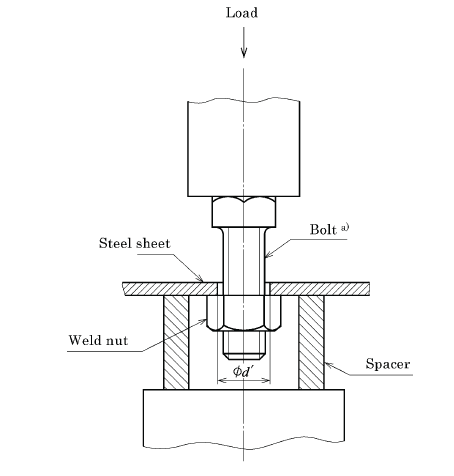 Load
Bolt a)
Steel sheet
Weld nut
Spacer
ϕd′